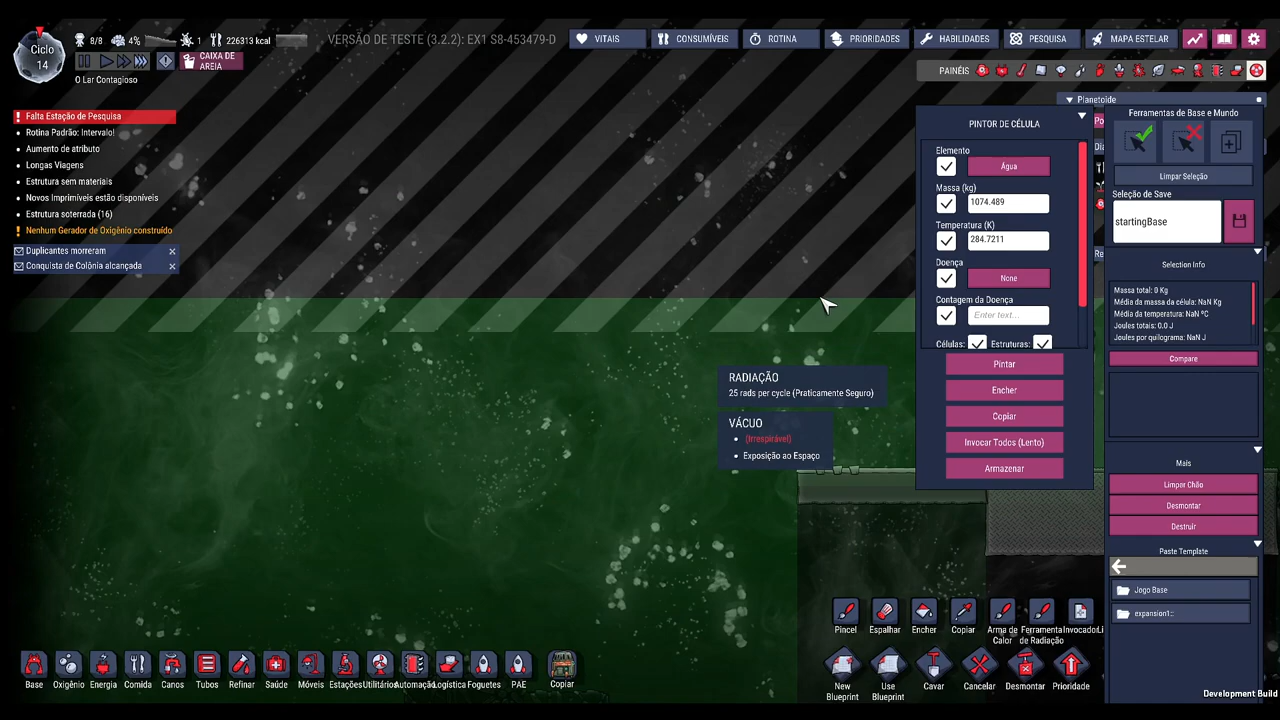 Ciclo
14
8/8
4%
1
226313 kcal
VERSÃO DE TESTE (3.2.2): EX1 S8-453479-D
VITAIS
CONSUMÍVEIS
ROTINA
PRIORIDADES
HABILIDADES
PESQUISA
MAPA ESTELAR
CAIXA DE
AREIA
O Lar Contagioso
PAINÉIS
Falta Estação de Pesquisa
Rotina Padrão: Intervalo!
Aumento de atributo
Longas Viagens
Estrutura sem materiais
Novos Imprimíveis estão disponíveis
Estrutura soterrada (16)
Nenhum Gerador de Oxigênio construído
Duplicantes morreram
Conquista de Colônia alcançada
Planetoide
PINTOR DE CÉLULA
Elemento
Água
Massa (kg)
1074.489
Temperatura (K)
284.7211
Doença
None
Contagem da Doença
Enter text...
Células:
Estruturas:
Pintar
Encher
Copiar
Invocar Todos (Lento)
Armazenar
Ferramentas de Base e Mundo
Limpar Seleção
Seleção de Save
startingBase
Selection Info
Massa total: 0 Kg
Média da massa da célula: NaN Kg
Média da temperatura: NaN ºC
Joules totais: 0.0 J
Joules por quilograma: NaN J
Compare
Mais
Limpar Chão
Desmontar
Destruir
Paste Template
Jogo Base
expansion1::
RADIAÇÃO
25 rads per cycle (Praticamente Seguro)
VÁCUO
(Irrespirável)
Exposição ao Espaço
Pincel
Espalhar
Encher
Copiar
Arma de
Calor
Ferramenta
de Radiação
Invocador
Base
Oxigênio
Energia
Comida
Canos
Tubos
Refinar
Saúde
Móveis
Estações
Utilitários
Automação
Logística
Foguetes
PAE
Copiar
New
Blueprint
Use
Blueprint
Cavar
Cancelar
Desmontar
Prioridade
Development Build